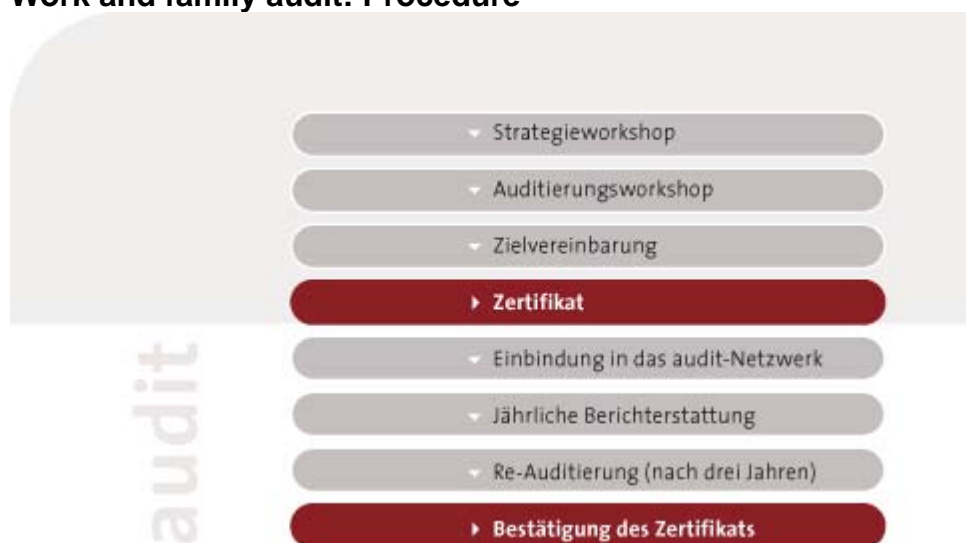 Work and family audit: Procedure
Strategieworkshop
Auditierungsworkshop
Zielvereinbarung
Zertifikat
Einbindung in das audit-Netzwerk
Jährliche Berichterstattung
Re-Auditierung (nach drei Jahren)
Bestätigung des Zertifikats
audit